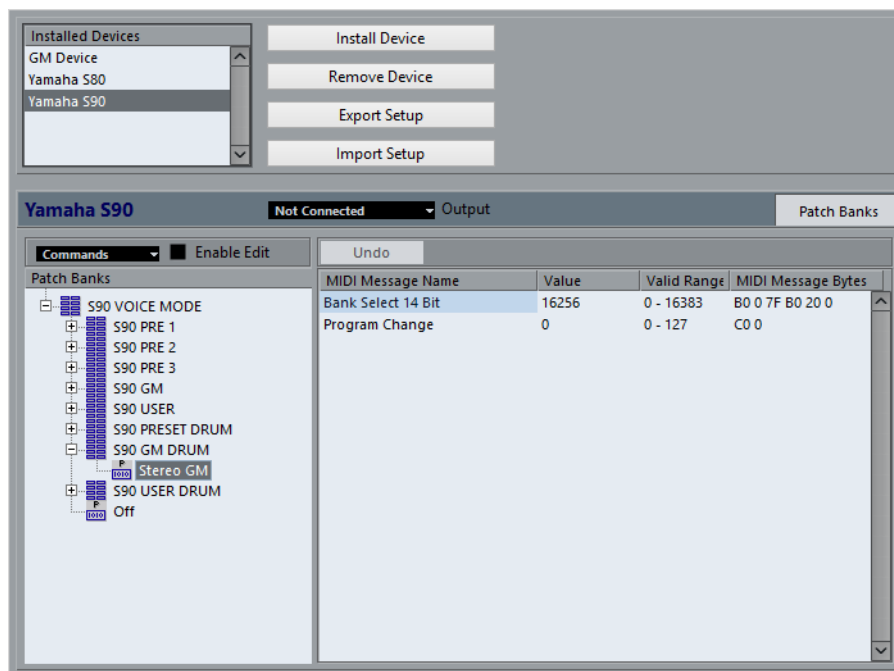 Installed Devices
GM Device
Yamaha S80
Yamaha S90
Install Device
Remove Device
Export Setup
Import Setup
Yamaha S90
Not Connected
Output
Patch Banks
Commands
Enable Edit
Undo
Patch Banks
S90 VOICE MODE
S90 PRE 1
S90 PRE 2
S90 PRE 3
S90 GM
S90 USER
S90 PRESET DRUM
S90 GM DRUM
P
1010
Stereo GM
S90 USER DRUM
P
1010
Off
MIDI Message Name Value Valid Range MIDI Message Bytes
Bank Select 14 Bit 16256 0 - 16383 B0 0 7F B0 20 0
Program Change 0 0 - 127 C0 0